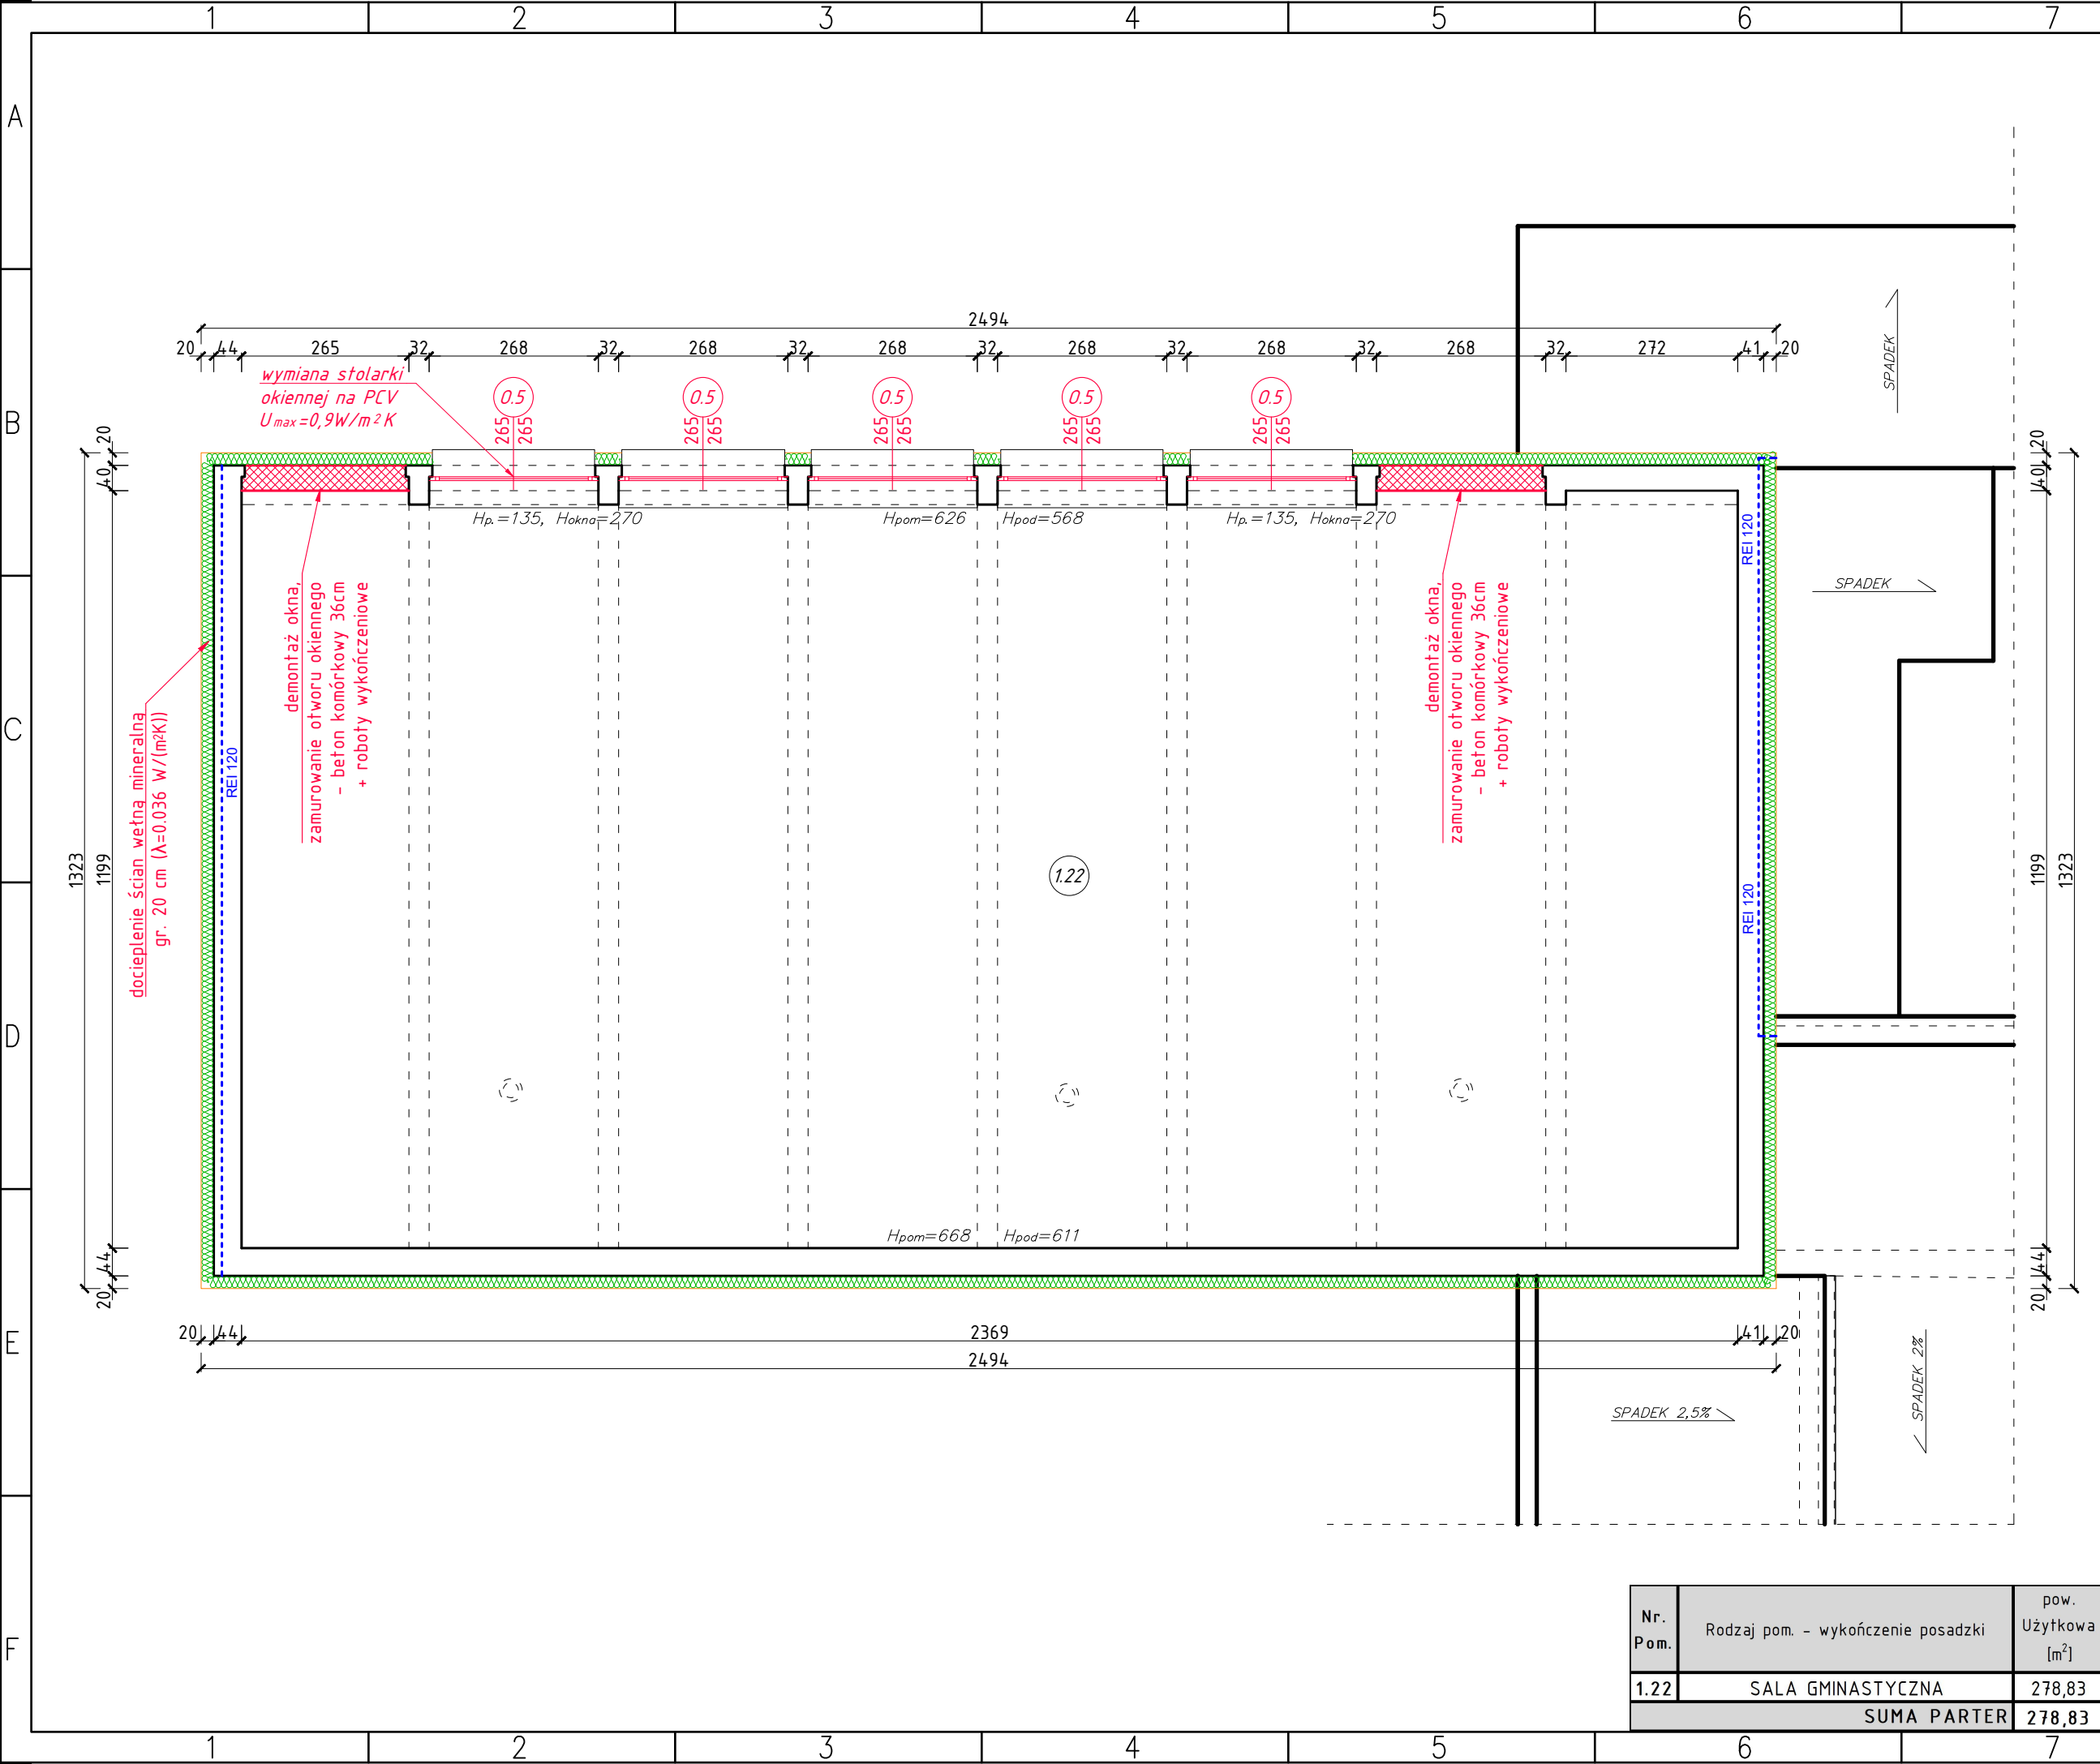 1 2 3 4 5 6 7
A
B
C
D
E
F
2494
20 44 265 32 268 32 268 32 268 32 268 32 268 32 268 32 272 41 20
wymiana stolarki
okiennej na PCV
Umax=0,9W/m²K
0.5 0.5 0.5 0.5 0.5
265 265 265 265 265
265 265 265 265 265
20
40
1199
44
20
1323
Hp.=135, Hokna=270
Hpom=626 Hpod=568
Hp.=135, Hokna=270
demontaż okna,
zamurowanie otworu okiennego
- beton komórkowy 36cm
+ roboty wykończeniowe
demontaż okna,
zamurowanie otworu okiennego
- beton komórkowy 36cm
+ roboty wykończeniowe
docieplenie ścian wełną mineralną
gr. 20 cm (λ=0.036 W/(m²K))
REI 120
REI 120
REI 120
1.22
Hpom=668 Hpod=611
SPADEK
SPADEK
20
40
1199
44
20
1323
20 44 2369 41 20
2494
SPADEK 2,5%
SPADEK 2%
Nr.
Pom.
Rodzaj pom. - wykończenie posadzki
pow.
Użytkowa
[m²]
1.22 SALA GMINASTYCZNA 278,83
SUMA PARTER 278,83
1 2 3 4 5 6 7